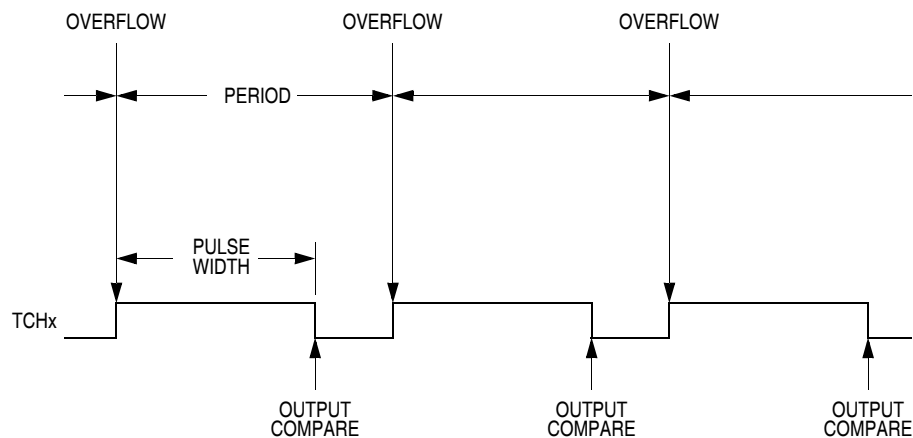 OVERFLOW OVERFLOW OVERFLOW
PERIOD
PULSE
WIDTH
TCHx
OUTPUT
COMPARE
OUTPUT
COMPARE
OUTPUT
COMPARE